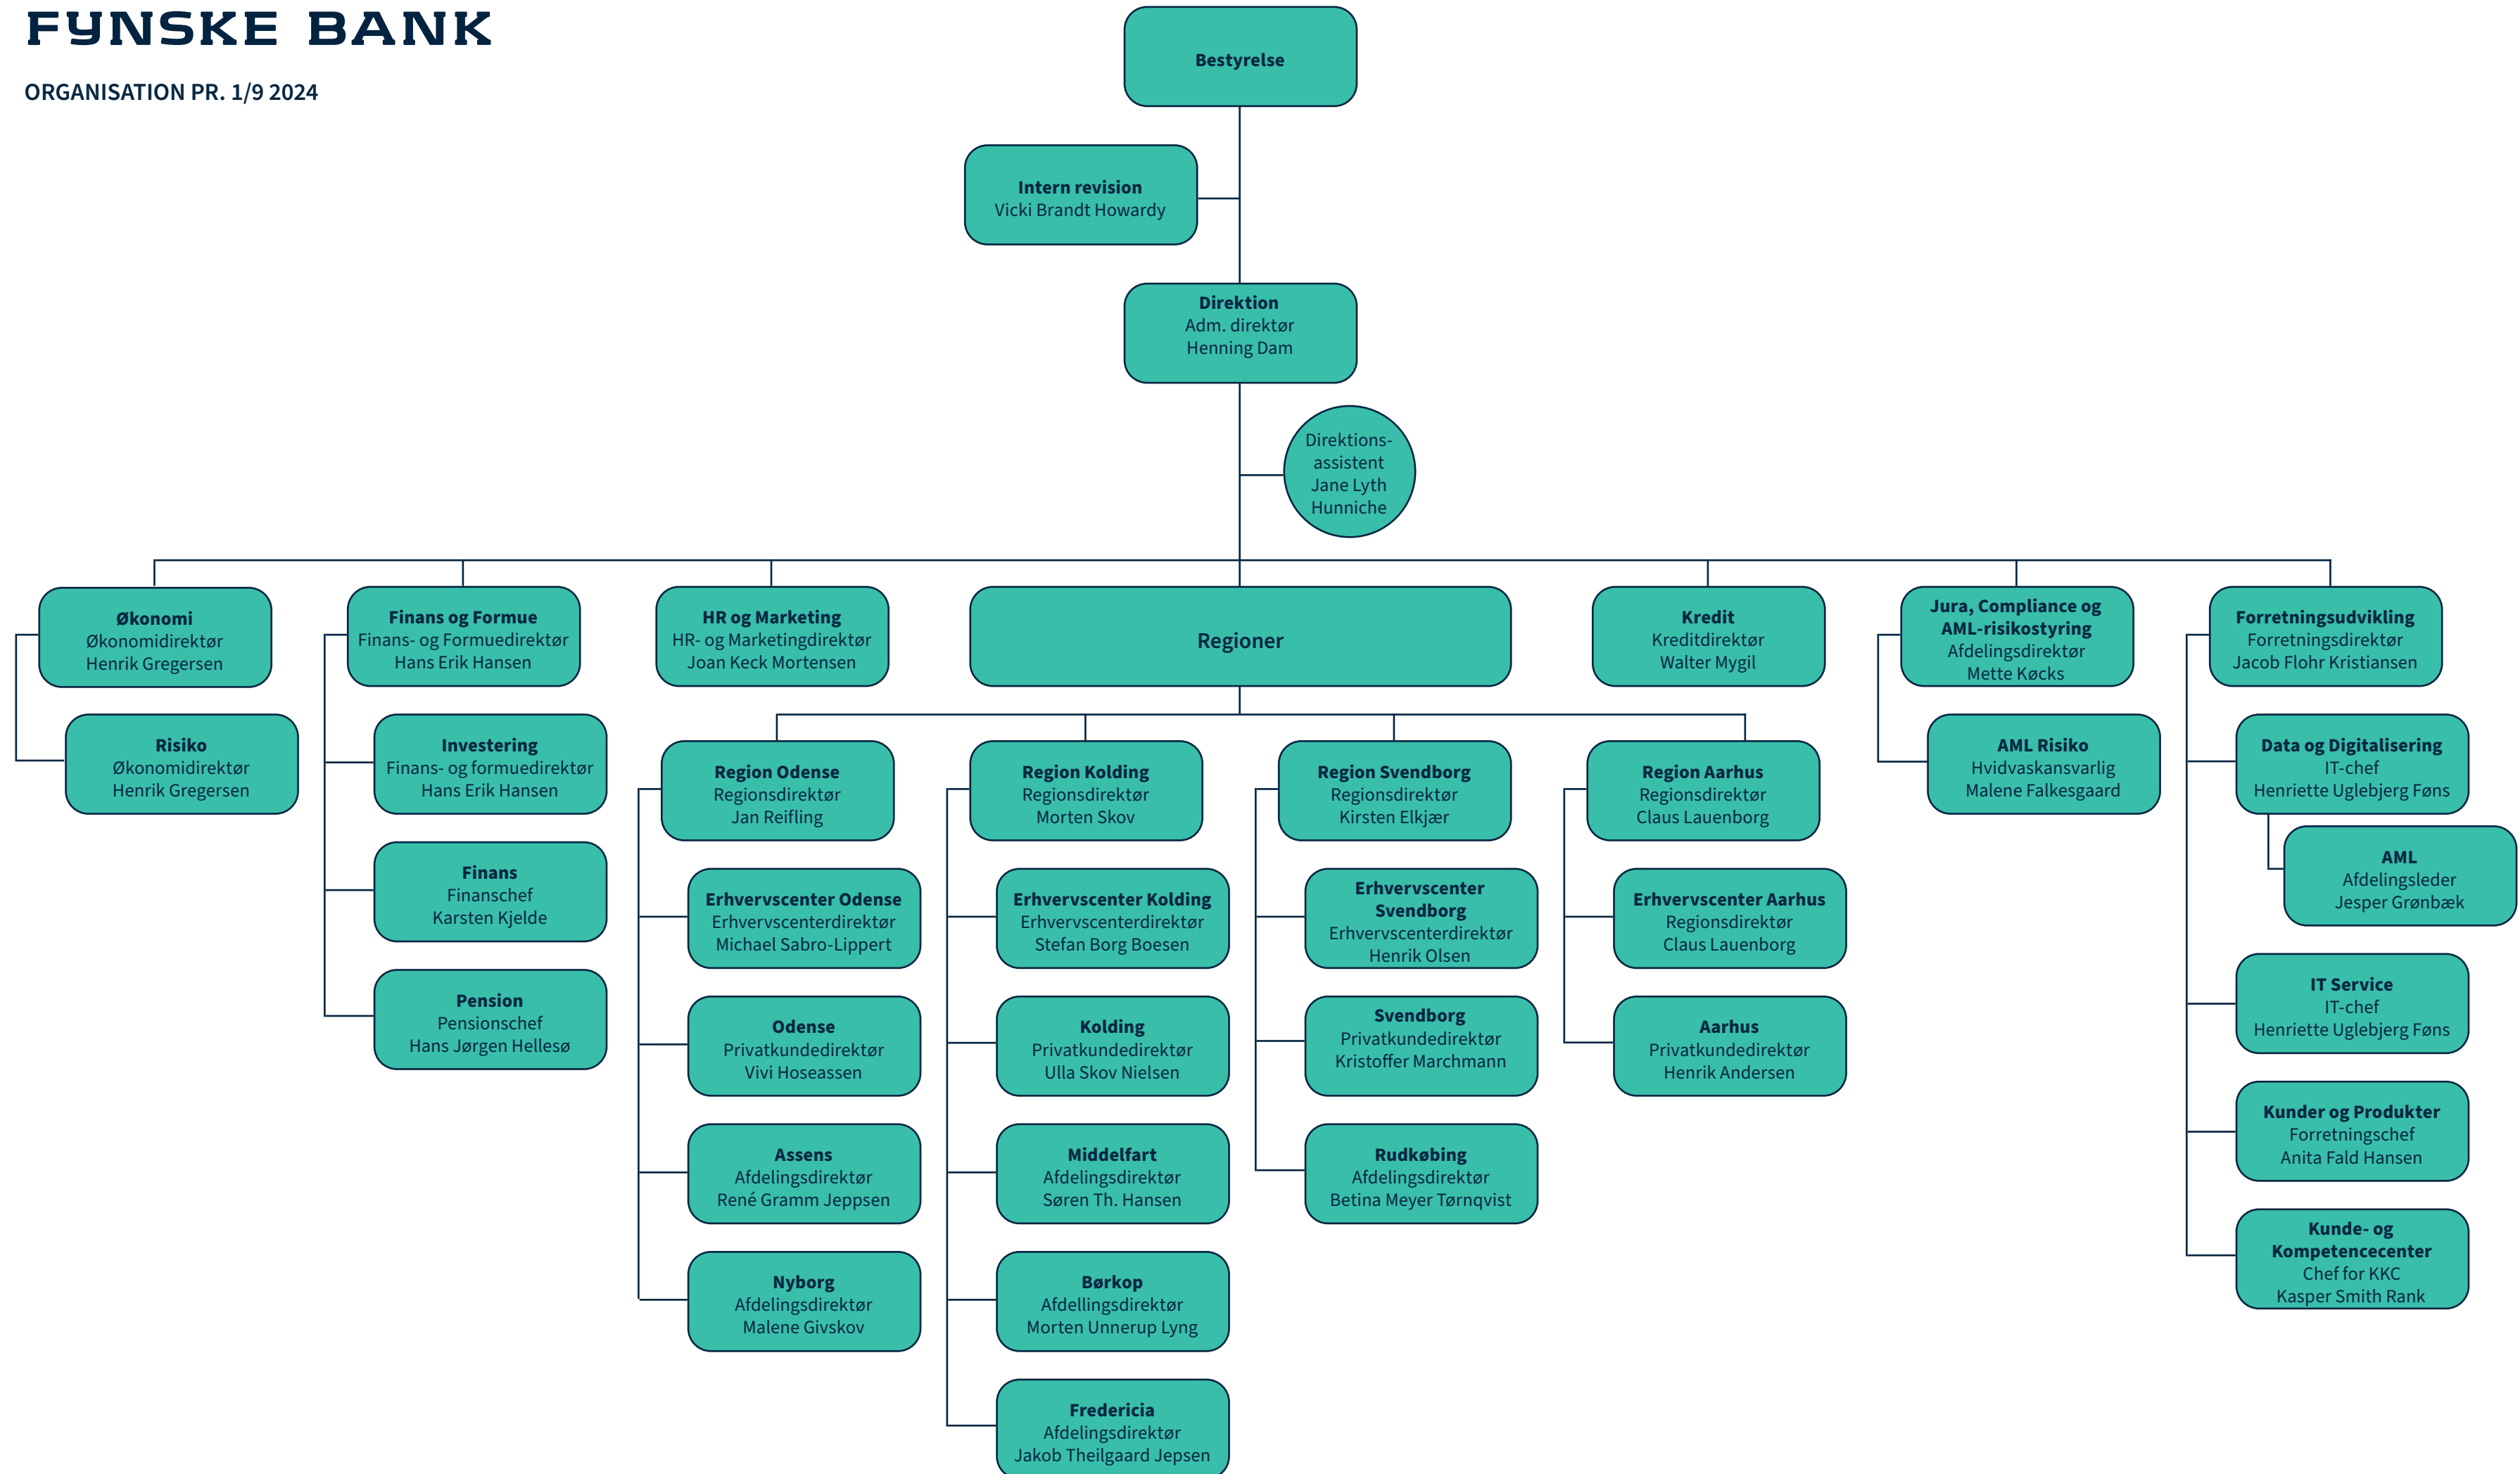 FYNSKE BANK
ORGANISATION PR. 1/9 2024
Bestyrelse
Intern revision
Vicki Brandt Howardy
Direktion
Adm. direktør
Henning Dam
Direktions-
assistent
Jane Lyth
Hunniche
Økonomi
Økonomidirektør
Henrik Gregersen
Risiko
Økonomidirektør
Henrik Gregersen
Finans og Formue
Finans- og Formuedirektør
Hans Erik Hansen
Investering
Finans- og formuedirektør
Hans Erik Hansen
Finans
Finanschef
Karsten Kjelde
Pension
Pensionschef
Hans Jørgen Hellesø
HR og Marketing
HR- og Marketingdirektør
Joan Keck Mortensen
Regioner
Region Odense
Regionsdirektør
Jan Reifling
Erhvervscenter Odense
Erhvervscenterdirektør
Michael Sabro-Lippert
Odense
Privatkundedirektør
Vivi Hoseassen
Assens
Afdelingsdirektør
René Gramm Jeppsen
Nyborg
Afdelingsdirektør
Malene Givskov
Region Kolding
Regionsdirektør
Morten Skov
Erhvervscenter Kolding
Erhvervscenterdirektør
Stefan Borg Boesen
Kolding
Privatkundedirektør
Ulla Skov Nielsen
Middelfart
Afdelingsdirektør
Søren Th. Hansen
Børkop
Afdellingsdirektør
Morten Unnerup Lyng
Fredericia
Afdelingsdirektør
Jakob Theilgaard Jepsen
Region Svendborg
Regionsdirektør
Kirsten Elkjær
Erhvervscenter
Svendborg
Erhvervscenterdirektør
Henrik Olsen
Svendborg
Privatkundedirektør
Kristoffer Marchmann
Rudkøbing
Afdelingsdirektør
Betina Meyer Tørnqvist
Region Aarhus
Regionsdirektør
Claus Lauenborg
Erhvervscenter Aarhus
Regionsdirektør
Claus Lauenborg
Aarhus
Privatkundedirektør
Henrik Andersen
Kredit
Kreditdirektør
Walter Mygil
Jura, Compliance og
AML-risikostyring
Afdelingsdirektør
Mette Køcks
AML Risiko
Hvidvaskansvarlig
Malene Falkesgaard
Forretningsudvikling
Forretningsdirektør
Jacob Flohr Kristiansen
Data og Digitalisering
IT-chef
Henriette Uglebjerg Føns
AML
Afdelingsleder
Jesper Grønbæk
IT Service
IT-chef
Henriette Uglebjerg Føns
Kunder og Produkter
Forretningschef
Anita Fald Hansen
Kunde- og
Kompetencecenter
Chef for KKC
Kasper Smith Rank